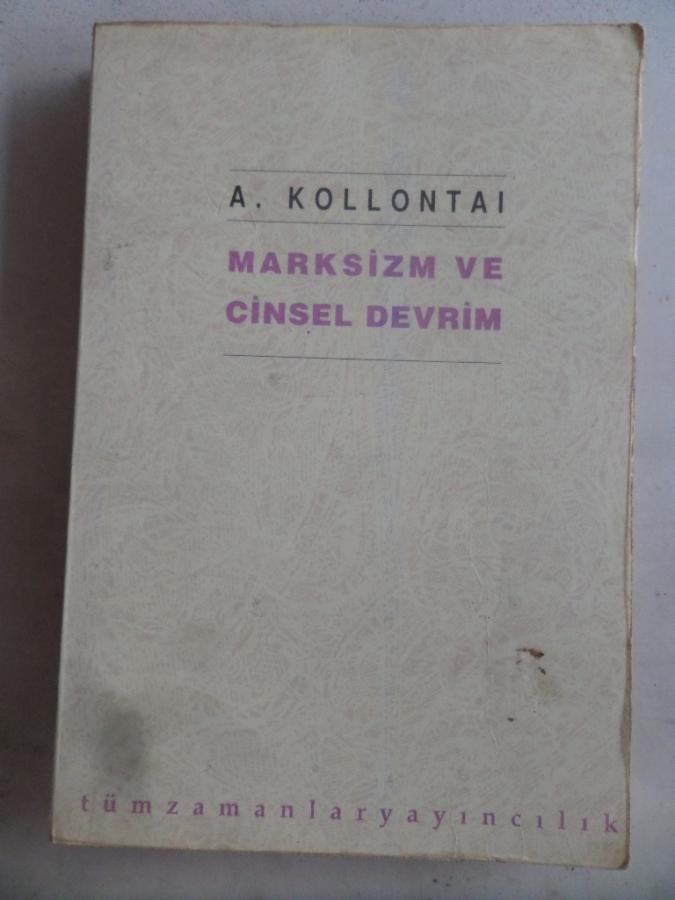 A. KOLLONTAI
MARKSİZM VE
CİNSEL DEVRİM
tümzamanlaryayıncılık